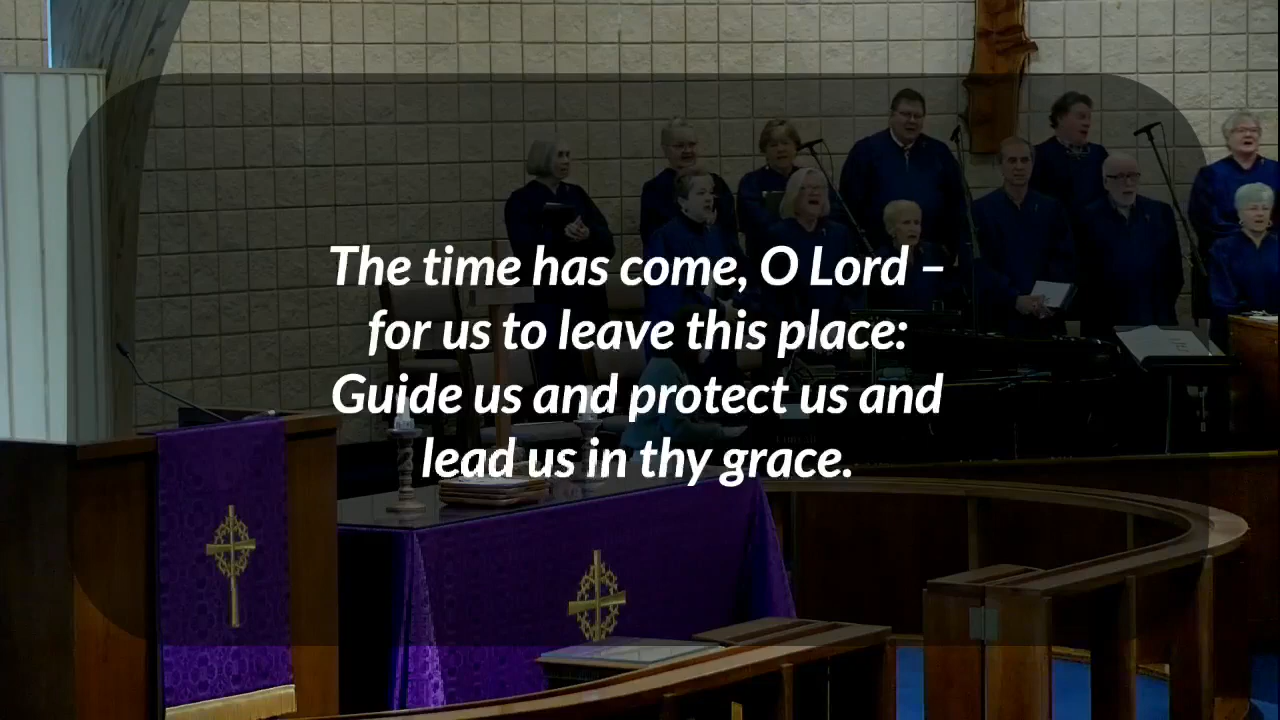 The time has come, O Lord –
for us to leave this place:
Guide us and protect us and
lead us in thy grace.